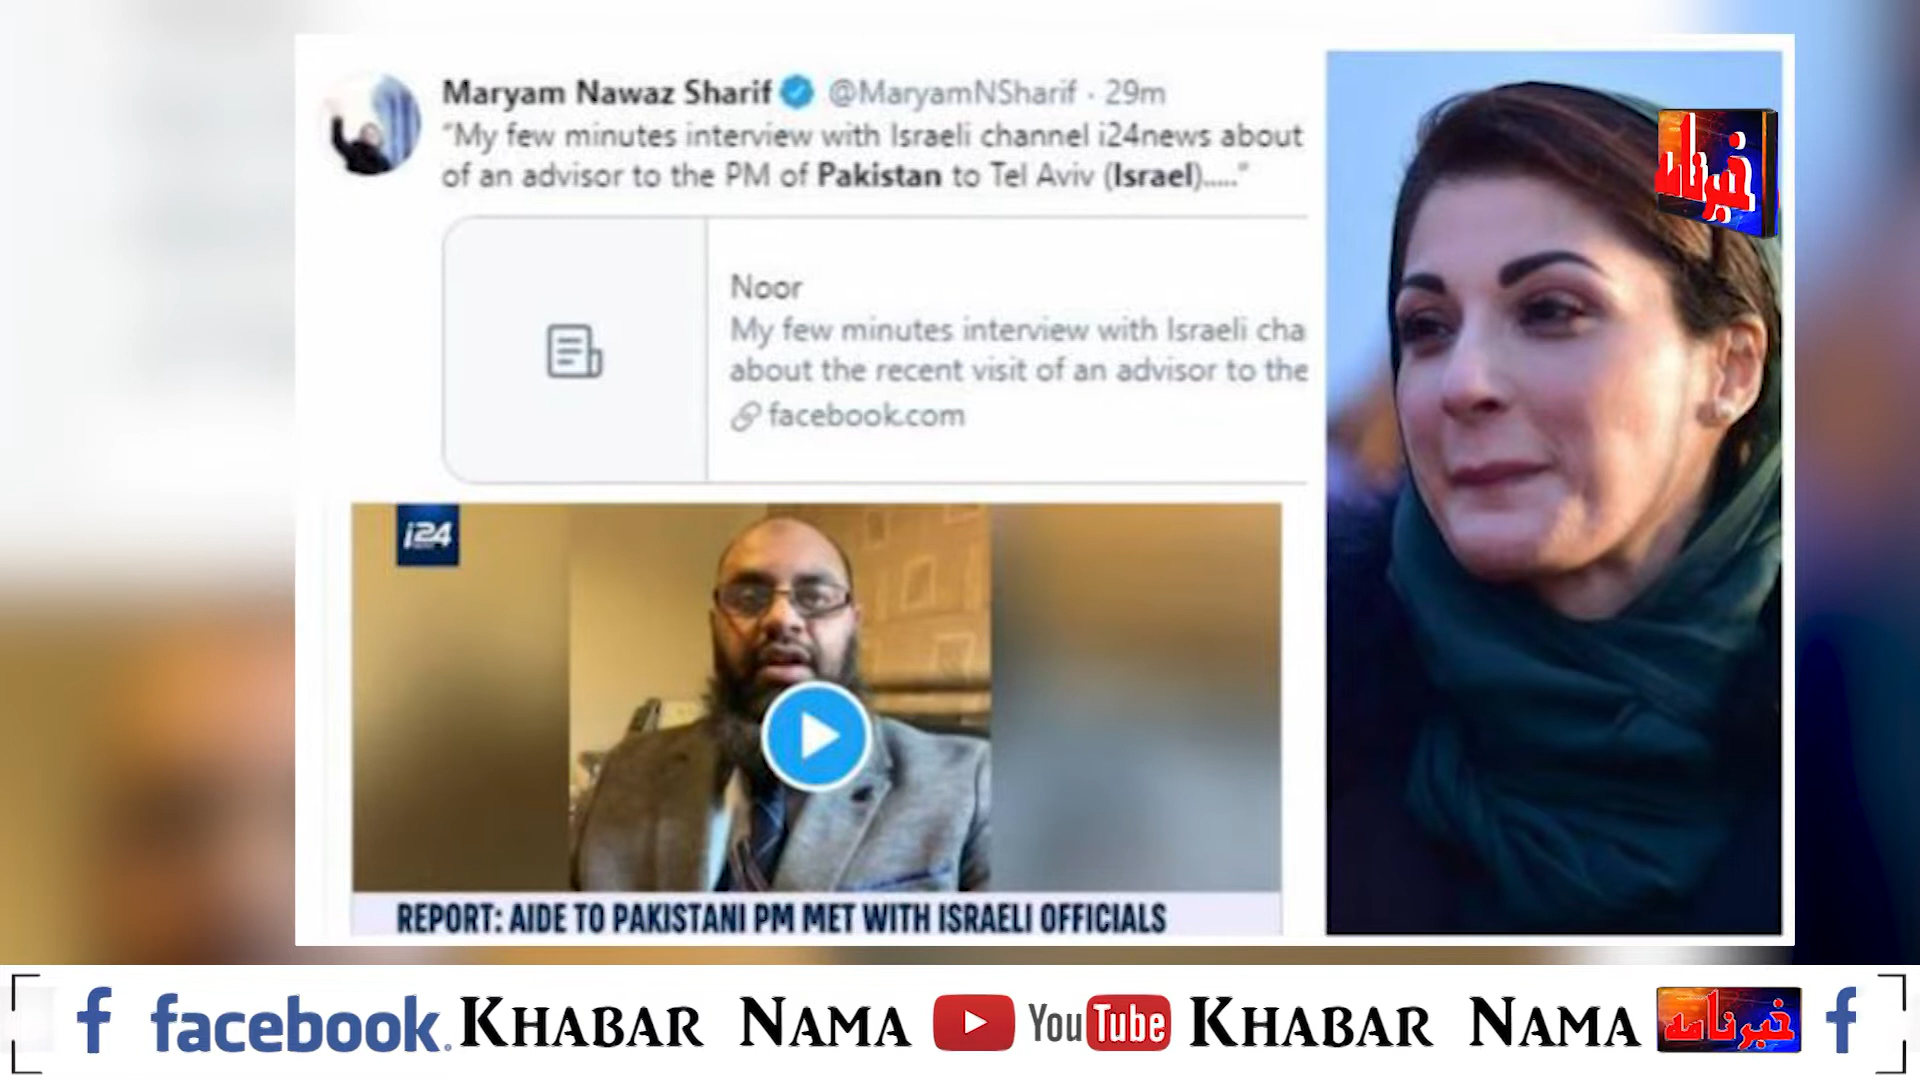 Maryam Nawaz Sharif @MaryamNSharif · 29m
"My few minutes interview with Israeli channel i24news about
of an advisor to the PM of Pakistan to Tel Aviv (Israel)....."
خبرنامہ
Noor
My few minutes interview with Israeli cha
about the recent visit of an advisor to the
facebook.com
i24
REPORT: AIDE TO PAKISTANI PM MET WITH ISRAELI OFFICIALS
f facebook. KHABAR NAMA YouTube KHABAR NAMA خبرنامہ f